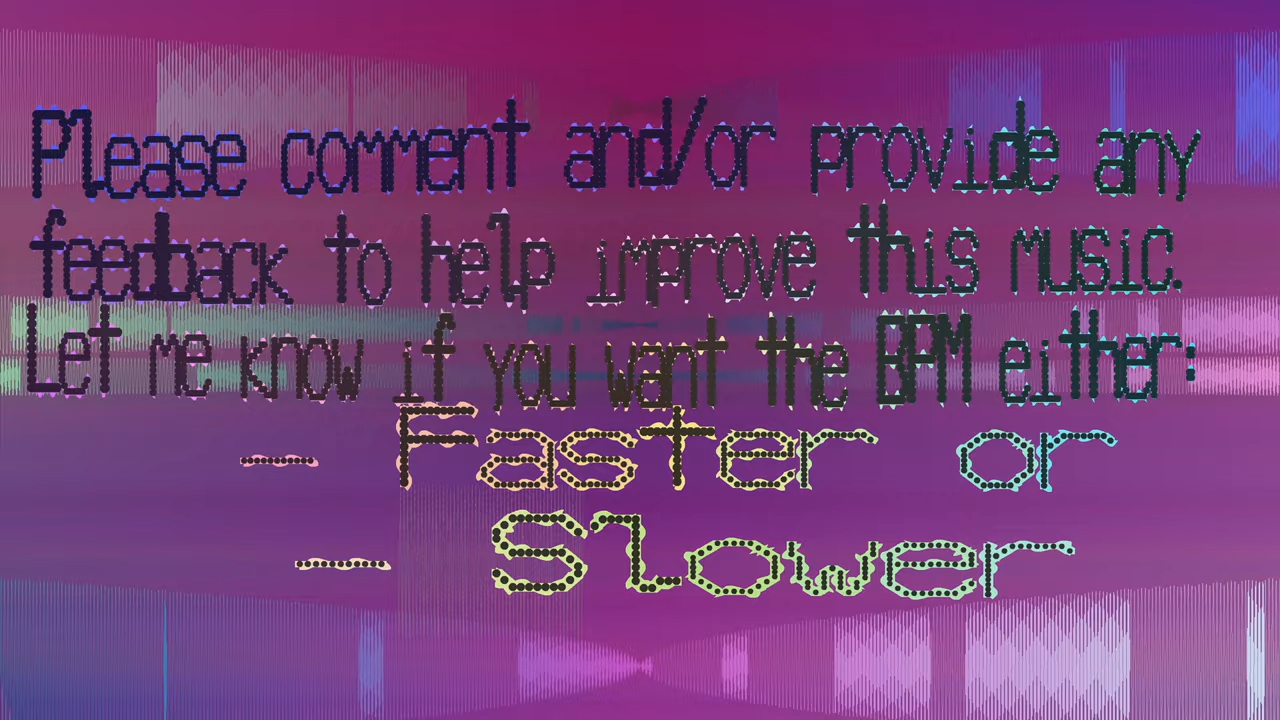 Please comment and/or provide any
feedback to help improve this music.
Let me know if you want the BPM either:
- Faster or
- Slower